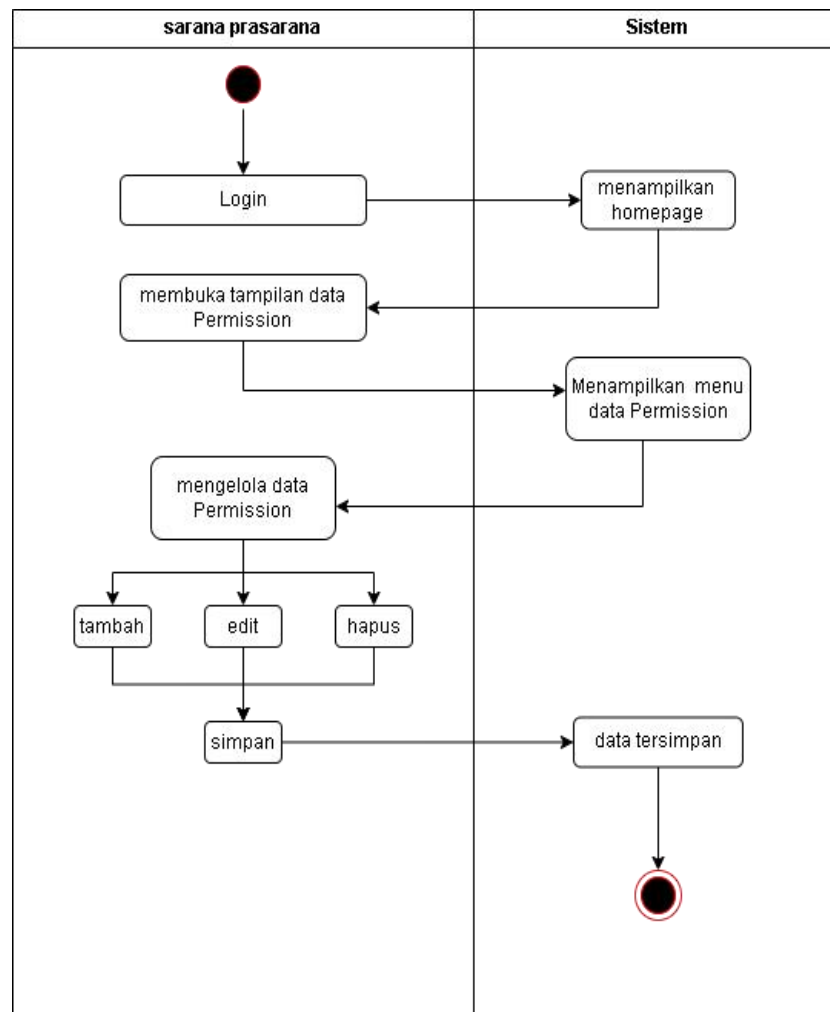 sarana prasarana
Sistem
Login
menampilkan
homepage
membuka tampilan data
Permission
Menampilkan menu
data Permission
mengelola data
Permission
tambah
edit
hapus
simpan
data tersimpan